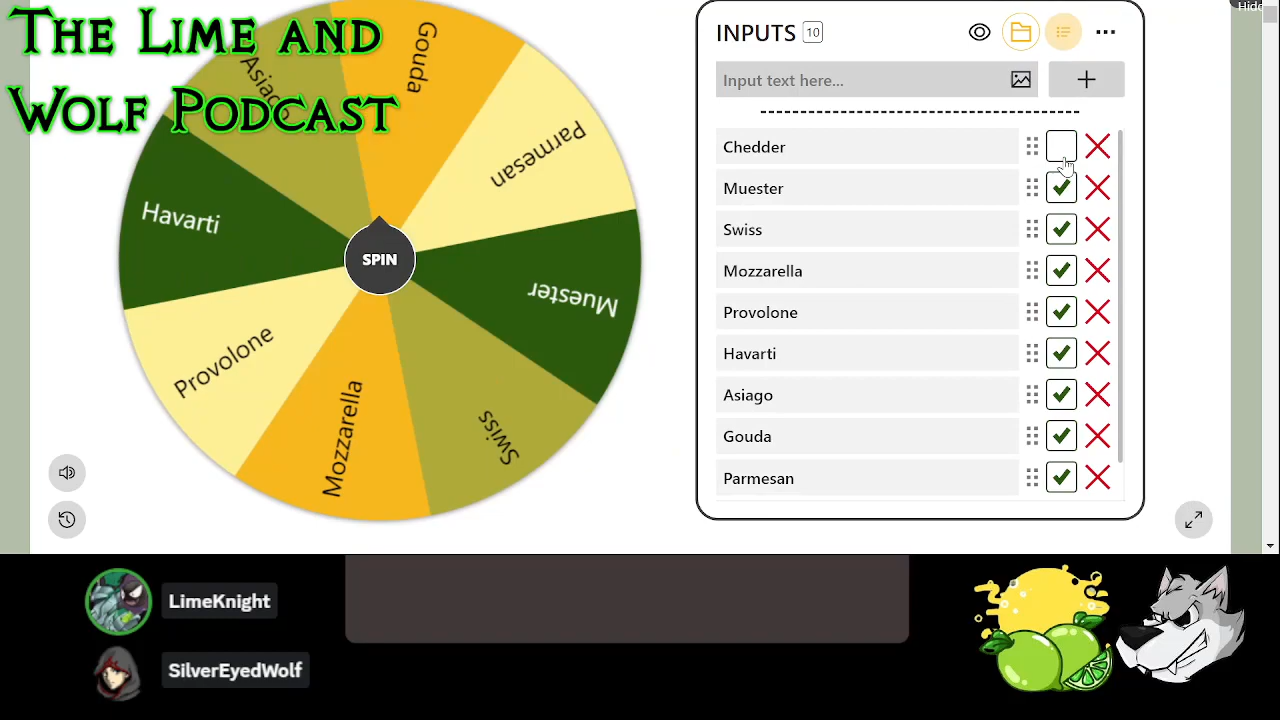 The Lime and
Wolf Podcast
Hide
INPUTS 10
Input text here...
Chedder
Muester
Swiss
Mozzarella
Provolone
Havarti
Asiago
Gouda
Parmesan
Gouda
Parmesan
Muester
Swiss
Mozzarella
Provolone
Havarti
Asiago
SPIN
LimeKnight
SilverEyedWolf